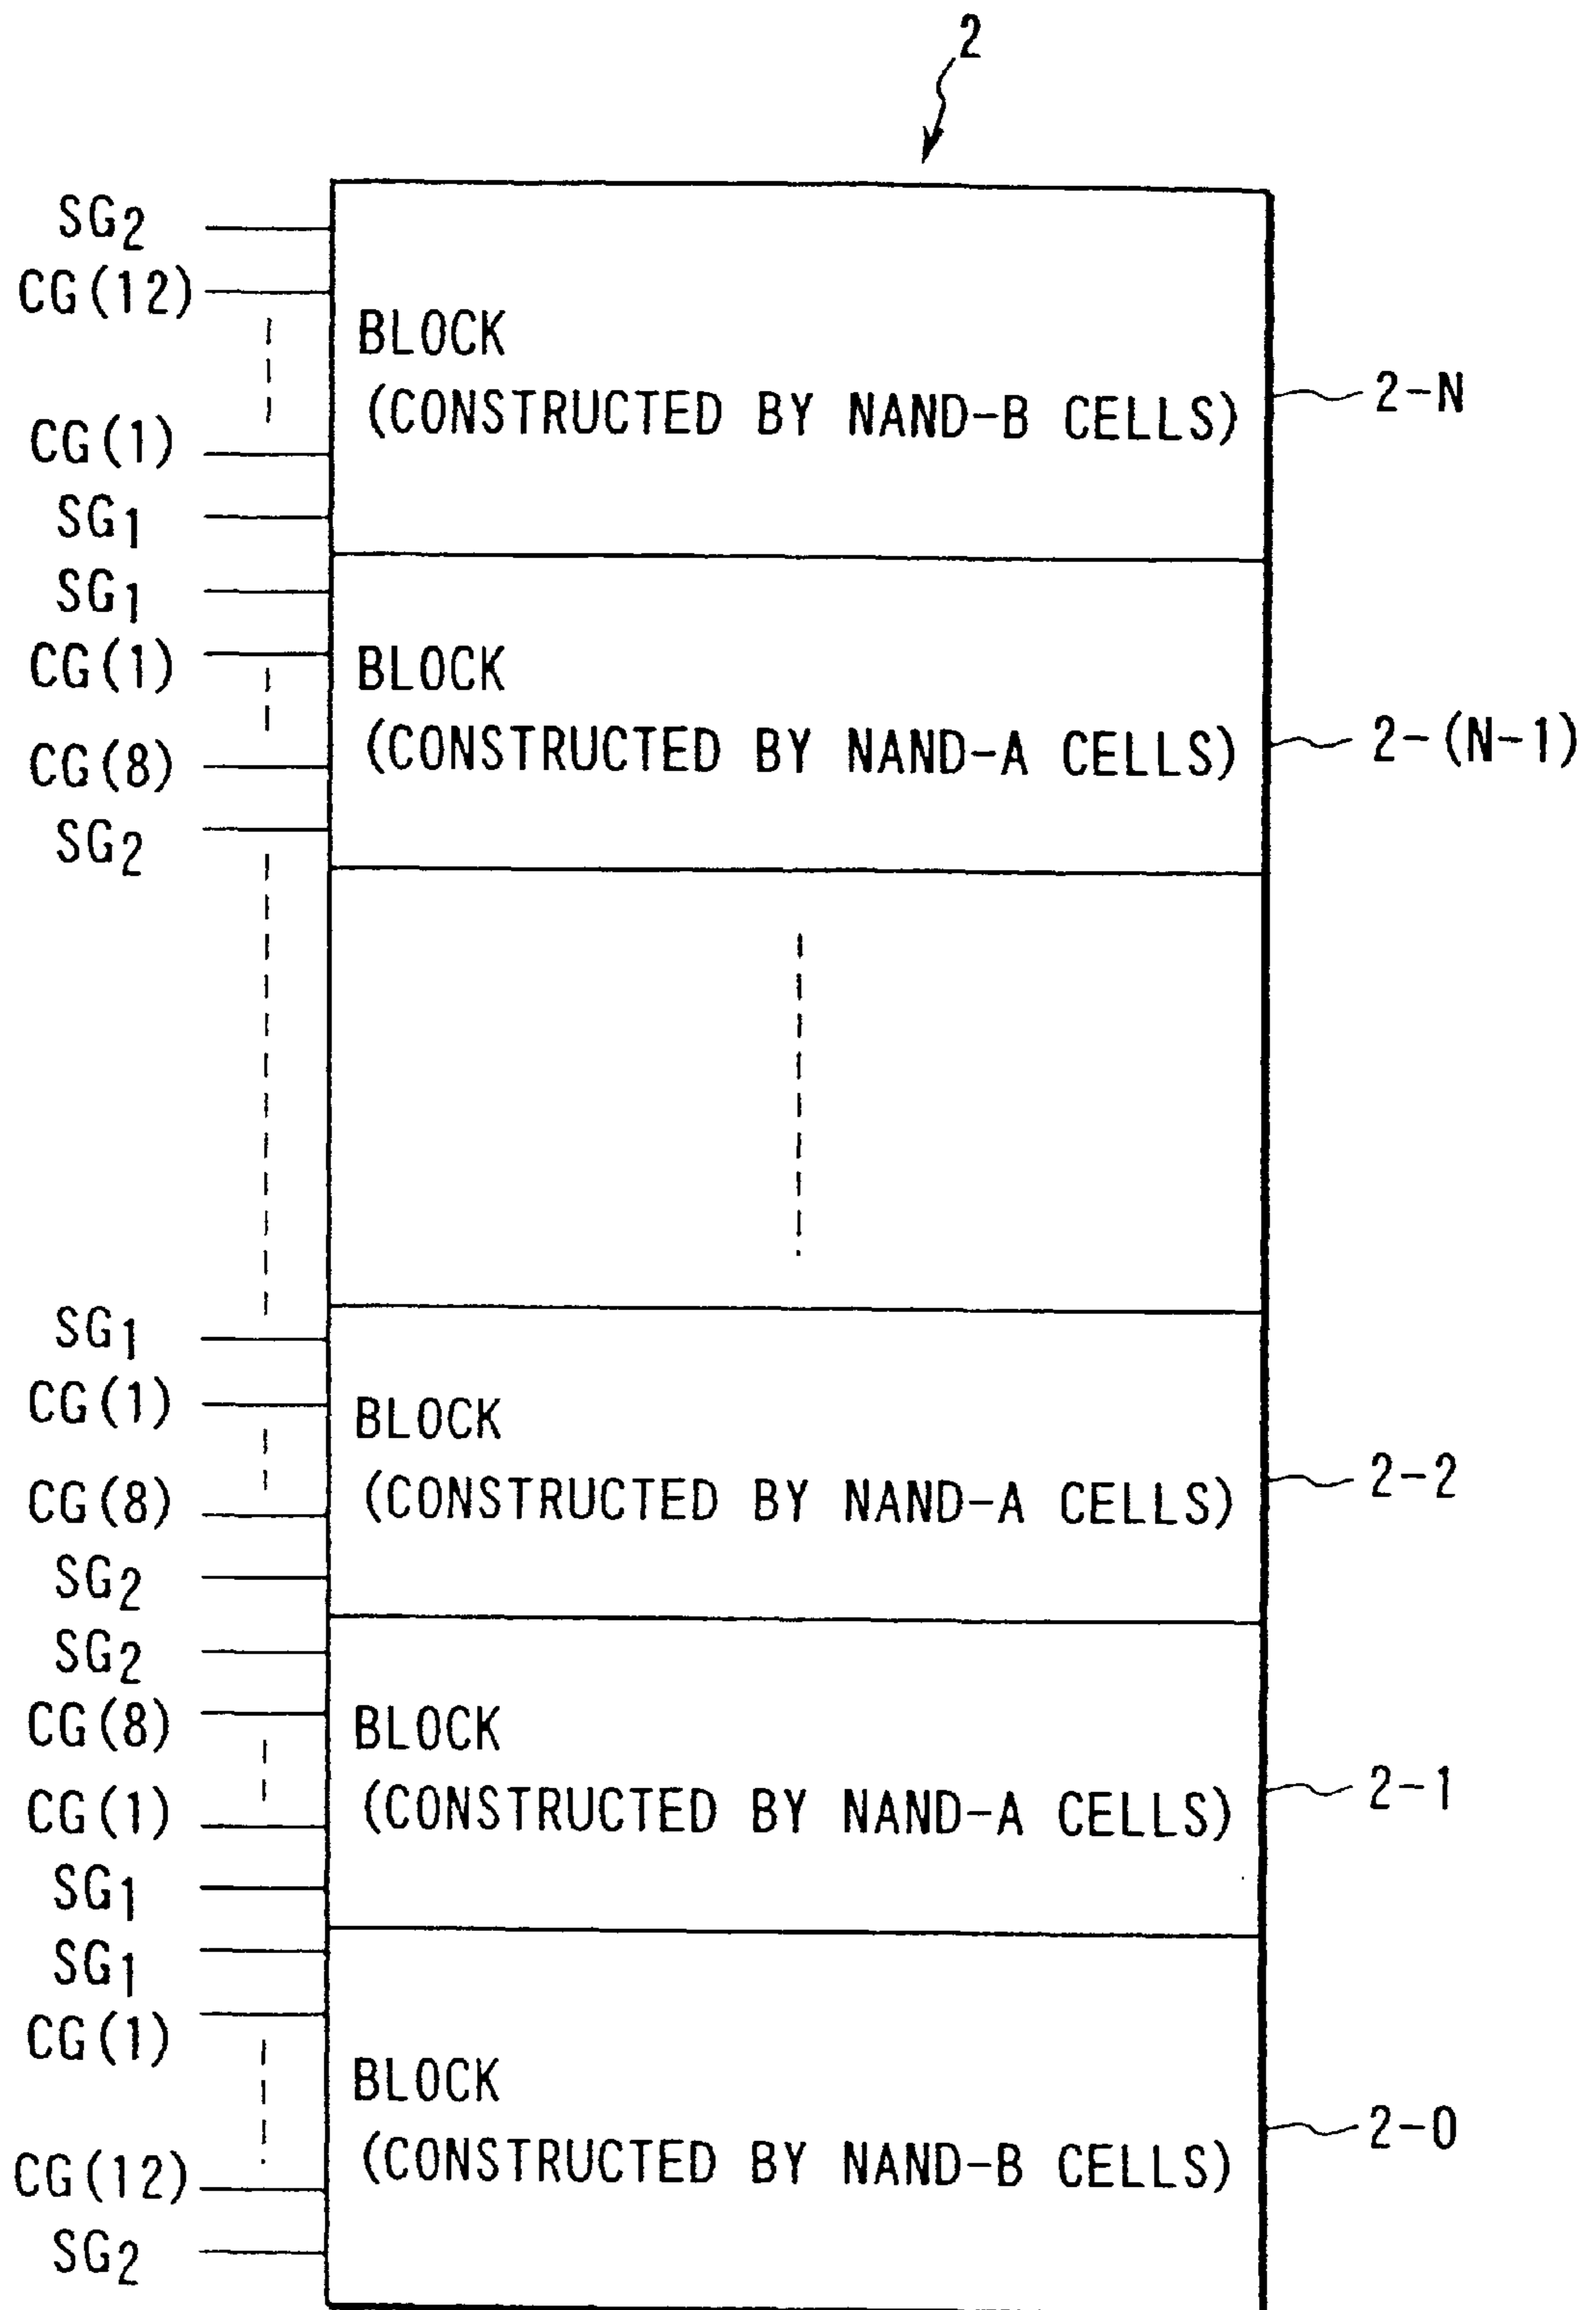 2
SG2
CG(12)
BLOCK
(CONSTRUCTED BY NAND-B CELLS)
2-N
CG(1)
SG1
SG1
CG(1)
BLOCK
(CONSTRUCTED BY NAND-A CELLS)
2-(N-1)
CG(8)
SG2
SG1
CG(1)
BLOCK
(CONSTRUCTED BY NAND-A CELLS)
2-2
CG(8)
SG2
SG2
CG(8)
BLOCK
(CONSTRUCTED BY NAND-A CELLS)
2-1
CG(1)
SG1
SG1
CG(1)
BLOCK
(CONSTRUCTED BY NAND-B CELLS)
2-0
CG(12)
SG2